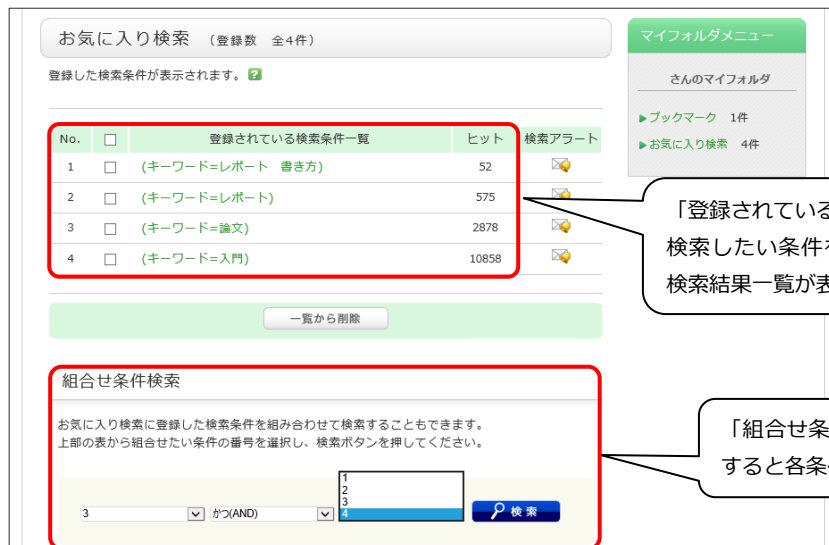 お気に入り検索 (登録数 全4件)
マイフォルダメニュー
登録した検索条件が表示されます。
さんのマイフォルダ
ブックマーク 1件
お気に入り検索 4件
No. 登録されている検索条件一覧 ヒット 検索アラート
1 (キーワード=レポート 書き方) 52
2 (キーワード=レポート) 575
3 (キーワード=論文) 2878
4 (キーワード=入門) 10858
「登録されている
検索したい条件を
検索結果一覧が表
一覧から削除
組合せ条件検索
お気に入り検索に登録した検索条件を組み合わせて検索することもできます。
上部の表から組合せたい条件の番号を選択し、検索ボタンを押してください。
「組合せ条
すると各条
1
2
3
4
3 かつ(AND) 検索